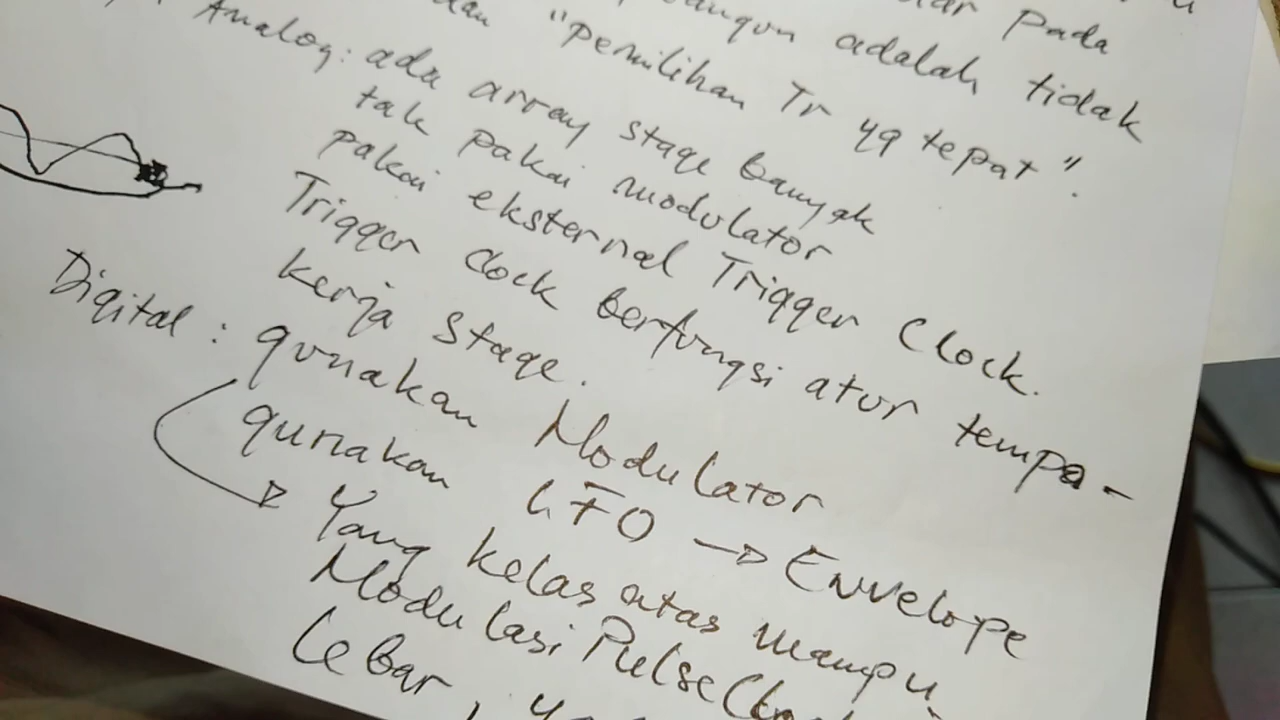 pada
adalah tidak
dan "pemilihan Tr yg tepat".
Analog: ada array stage banyak
tak pakai modulator
pakai eksternal Trigger Clock.
Trigger Clock berfungsi atur tempo-
kerja stage.
Digital: gunakan Modulator
gunakan LFO → Envelope
Yang kelas atas mampu
Modulasi Pulse
Lebar,